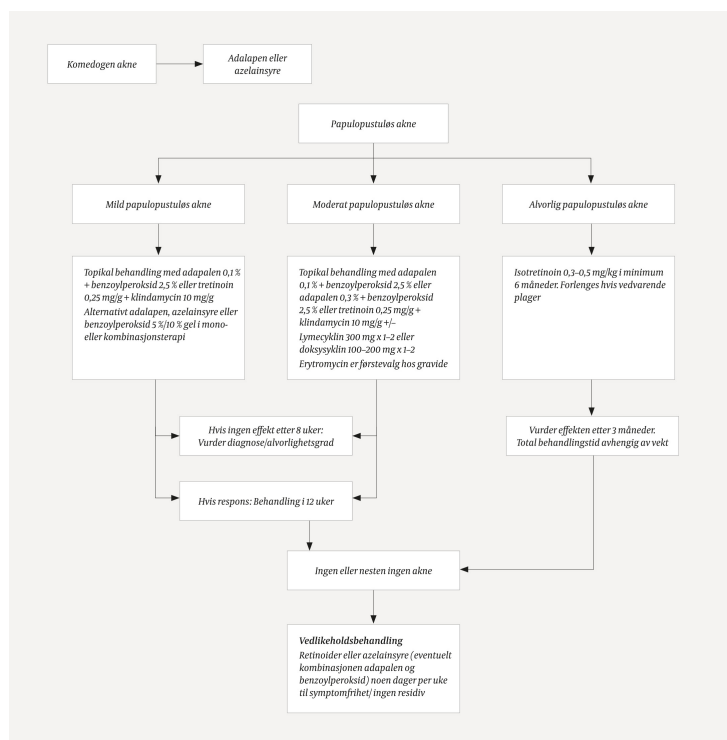 Komedogen akne
Adalapen eller
azelainsyre
Papulopustuløs akne
Mild papulopustuløs akne
Moderat papulopustuløs akne
Alvorlig papulopustuløs akne
Topikal behandling med adapalen 0,1 %
+ benzoylperoksid 2,5 % eller tretinoin
0,25 mg/g + klindamycin 10 mg/g
Alternativt adapalen, azelainsyre eller
benzoylperoksid 5 %/10 % gel i mono-
eller kombinasjonsterapi
Topikal behandling med adapalen
0,1 % + benzoylperoksid 2,5 % eller
adapalen 0,3 % + benzoylperoksid
2,5 % eller tretinoin 0,25 mg/g +
klindamycin 10 mg/g +/–
Lymecyklin 300 mg x 1–2 eller
doksysyklin 100–200 mg x 1–2
Erytromycin er førstevalg hos gravide
Isotretinoin 0,3–0,5 mg/kg i minimum
6 måneder. Forlenges hvis vedvarende
plager
Hvis ingen effekt etter 8 uker:
Vurder diagnose/alvorlighetsgrad
Vurder effekten etter 3 måneder.
Total behandlingstid avhengig av vekt
Hvis respons: Behandling i 12 uker
Ingen eller nesten ingen akne
Vedlikeholdsbehandling
Retinoider eller azelainsyre (eventuelt
kombinasjonen adapalen og
benzoylperoksid) noen dager per uke
til symptomfrihet/ ingen residiv